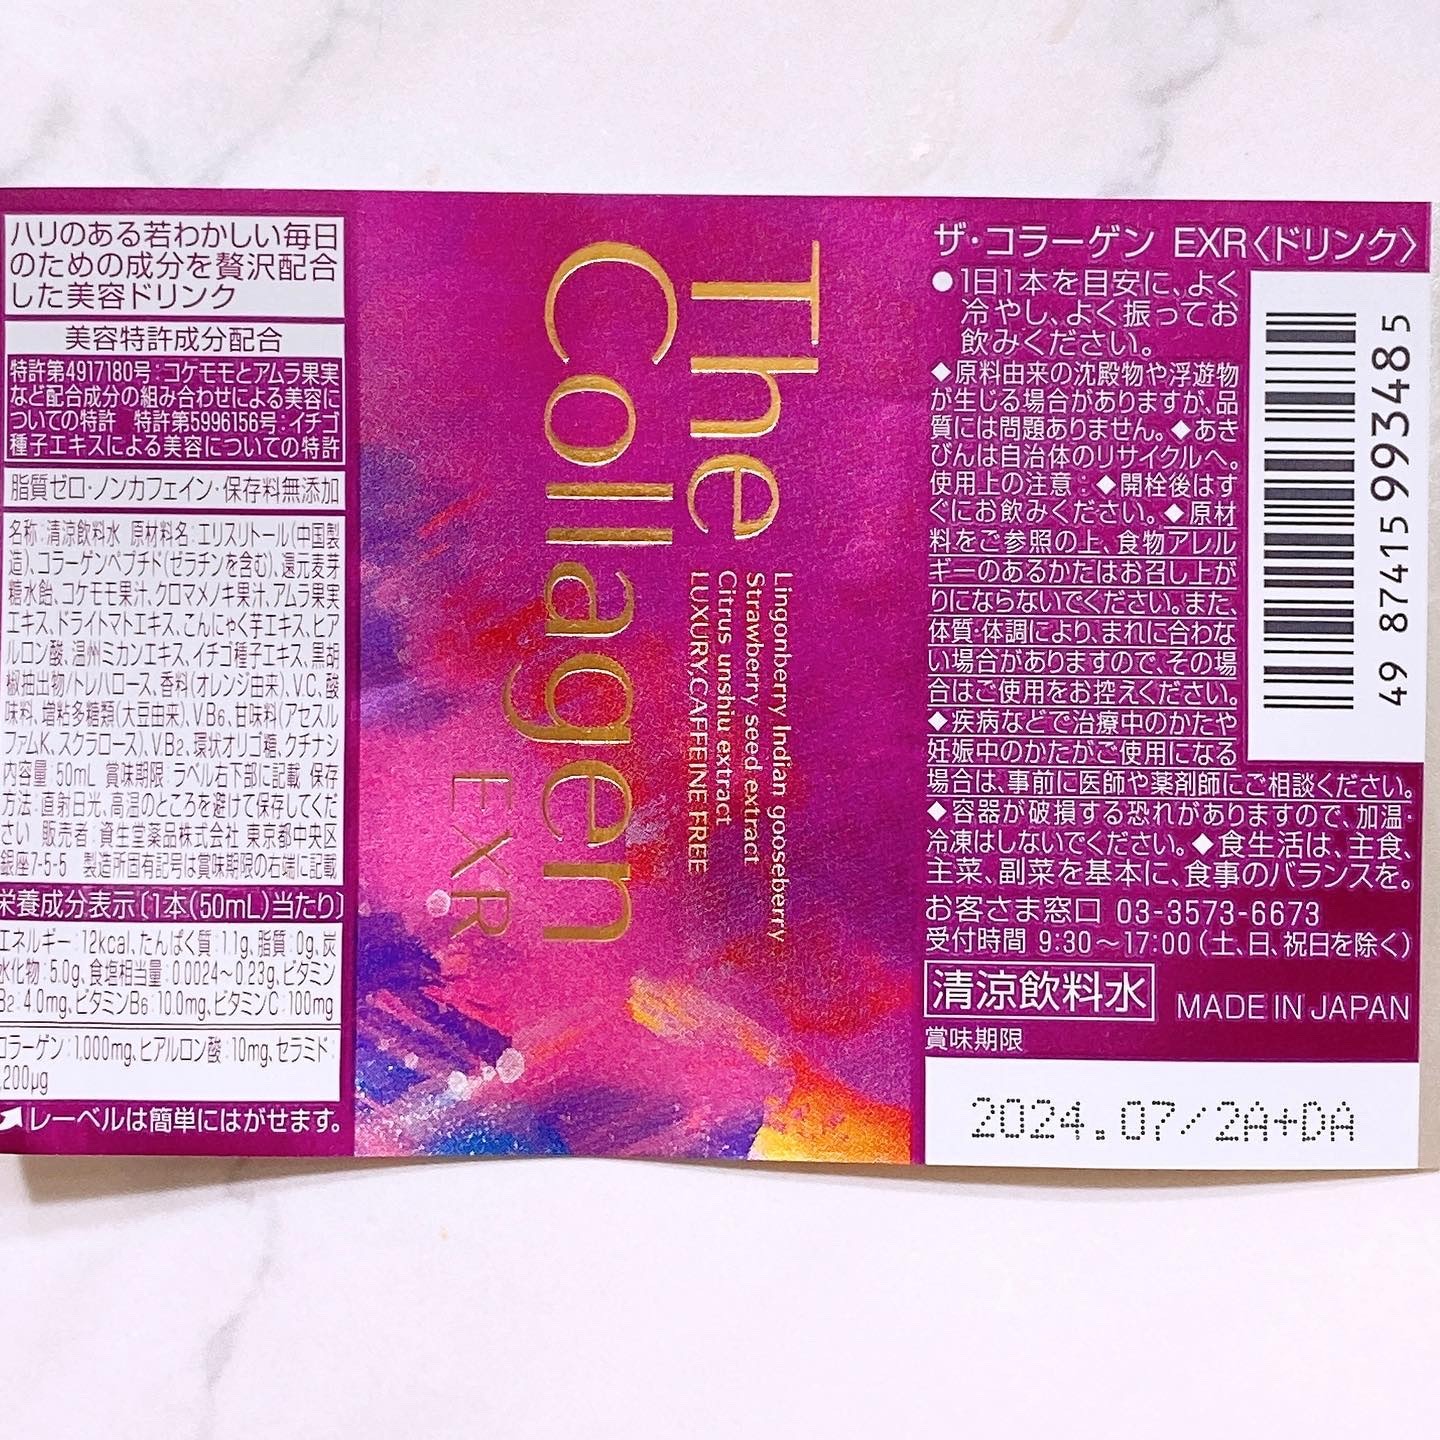 ハリのある若わかしい毎日
のための成分を贅沢配合
した美容ドリンク
美容特許成分配合
特許第4917180号:コケモモとアムラ果実
など配合成分の組み合わせによる美容に
ついての特許 特許第5996156号:イチゴ
種子エキスによる美容についての特許
脂質ゼロ・ノンカフェイン・保存料無添加
名称:清涼飲料水 原材料名:エリスリトール(中国製
造)、コラーゲンペプチド(ゼラチンを含む)、還元麦芽
糖水飴、コケモモ果汁、クロマメノキ果汁、アムラ果実
エキス、ドライトマトエキス、こんにゃく芋エキス、ヒア
ルロン酸、温州ミカンエキス、イチゴ種子エキス、黒胡
椒抽出物/トレハロース、香料(オレンジ由来)、V.C、酸
味料、増粘多糖類(大豆由来)、V.B6、甘味料(アセスル
ファムK、スクラロース)、V.B2、環状オリゴ糖、クチナシ
内容量:50mL 賞味期限:ラベル右下部に記載 保存
方法:直射日光、高温のところを避けて保存してくだ
さい 販売者:資生堂薬品株式会社 東京都中央区
銀座7-5-5 製造所固有記号は賞味期限の右端に記載
栄養成分表示〔1本(50mL)当たり〕
エネルギー:12kcal、たんぱく質:1.1g、脂質:0g、炭
水化物:5.0g、食塩相当量:0.0024～0.23g、ビタミン
B2:4.0mg、ビタミンB6:10.0mg、ビタミンC:100mg
コラーゲン:1,000mg、ヒアルロン酸:10mg、セラミド:
,200μg
レーベルは簡単にはがせます。
The
Collagen
EXR
Lingonberry Indian gooseberry
Strawberry seed extract
Citrus unshiu extract
LUXURY,CAFFEINE FREE
ザ・コラーゲン EXR〈ドリンク〉
●1日1本を目安に、よく
冷やし、よく振ってお
飲みください。
◆原料由来の沈殿物や浮遊物
が生じる場合がありますが、品
質には問題ありません。◆あき
びんは自治体のリサイクルへ。
使用上の注意:◆開栓後はす
ぐにお飲みください。◆原材
料をご参照の上、食物アレル
ギーのあるかたはお召し上が
りにならないでください。また、
体質・体調により、まれに合わな
い場合がありますので、その場
合はご使用をお控えください。
◆疾病などで治療中のかたや
妊娠中のかたがご使用になる
場合は、事前に医師や薬剤師にご相談ください。
◆容器が破損する恐れがありますので、加温・
冷凍はしないでください。◆食生活は、主食、
主菜、副菜を基本に、食事のバランスを。
お客さま窓口 03-3573-6673
受付時間 9:30～17:00(土、日、祝日を除く)
清涼飲料水 MADE IN JAPAN
賞味期限
2024.07/2A+DA
49 87415 993485